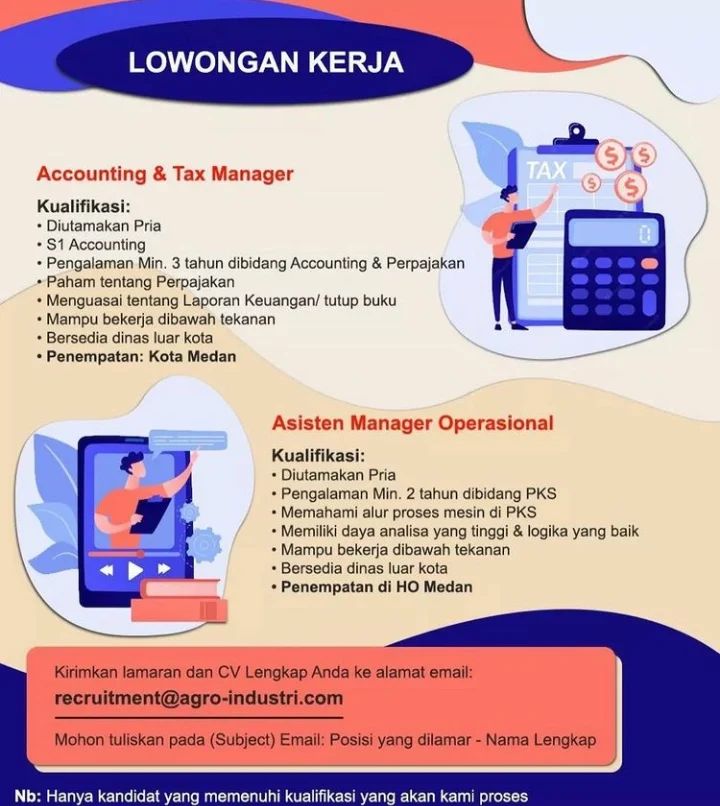 LOWONGAN KERJA
Accounting & Tax Manager
Kualifikasi:
• Diutamakan Pria
• S1 Accounting
• Pengalaman Min. 3 tahun dibidang Accounting & Perpajakan
• Paham tentang Perpajakan
• Menguasai tentang Laporan Keuangan/ tutup buku
• Mampu bekerja dibawah tekanan
• Bersedia dinas luar kota
• Penempatan: Kota Medan
TAX
$ $
$ $
0
Asisten Manager Operasional
Kualifikasi:
• Diutamakan Pria
• Pengalaman Min. 2 tahun dibidang PKS
• Memahami alur proses mesin di PKS
• Memiliki daya analisa yang tinggi & logika yang baik
• Mampu bekerja dibawah tekanan
• Bersedia dinas luar kota
• Penempatan di HO Medan
Kirimkan lamaran dan CV Lengkap Anda ke alamat email:
recruitment@agro-industri.com
Mohon tuliskan pada (Subject) Email: Posisi yang dilamar - Nama Lengkap
Nb: Hanya kandidat yang memenuhi kualifikasi yang akan kami proses